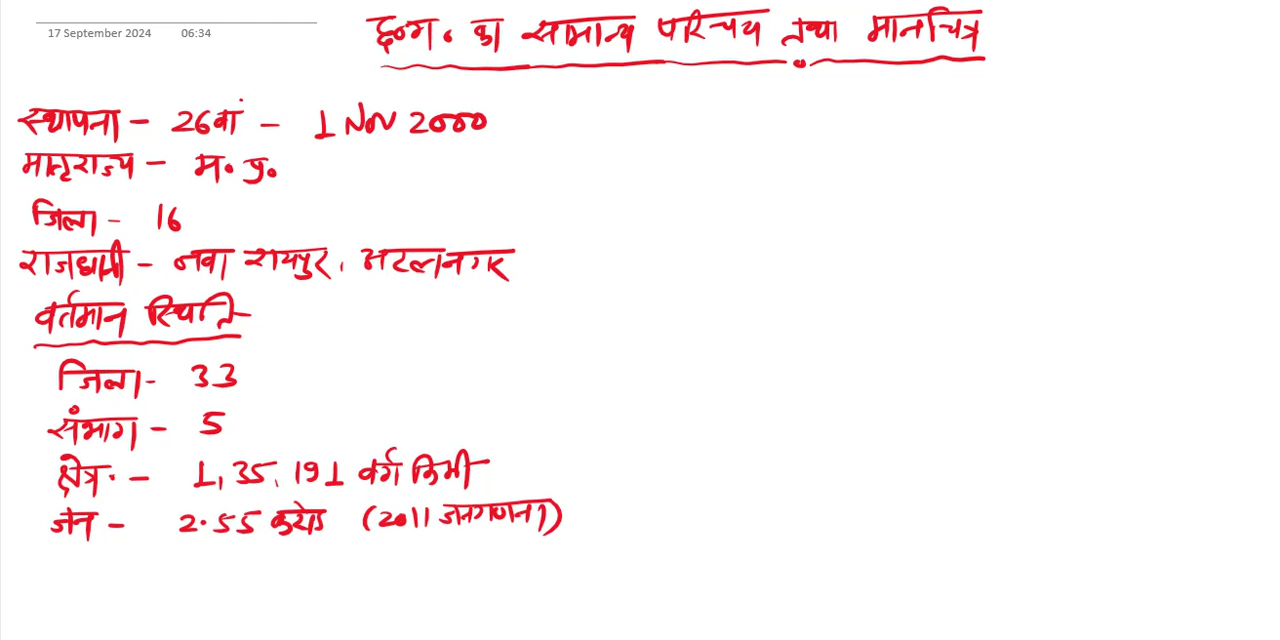 17 September 2024 06:34
छ०ग. का सामान्य परिचय तथा मानचित्र
स्थापना - 26वां - 1 Nov 2000
मातृराज्य - म. प्र.
जिला - 16
राजधानी - नवा रायपुर, अटलनगर
वर्तमान स्थिति
जिला - 33
संभाग - 5
क्षेत्र. - 1,35,191 वर्ग किमी
जन - 2.55 करोड (2011 जनगणना)